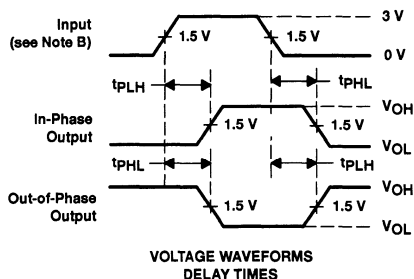 Input
(see Note B)
3 V
1.5 V
1.5 V
0 V
tPLH
tPHL
In-Phase
Output
VOH
1.5 V
1.5 V
VOL
tPHL
tPLH
Out-of-Phase
Output
VOH
1.5 V
1.5 V
VOL
VOLTAGE WAVEFORMS
DELAY TIMES